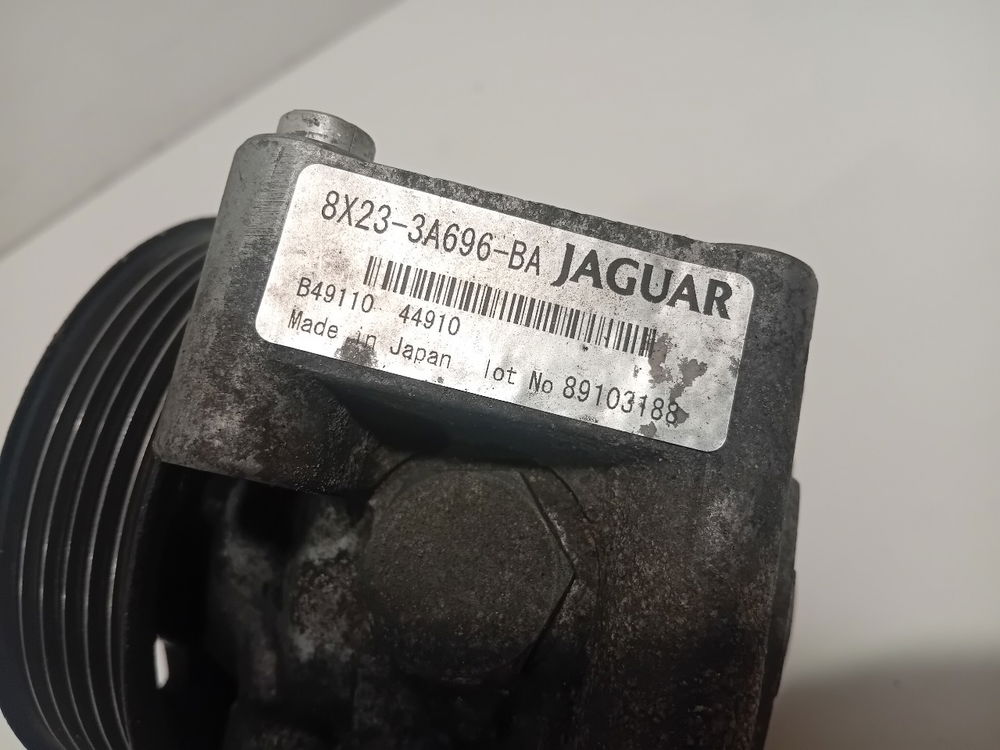 8X23-3A696-BA JAGUAR
B49110 44910
Made in Japan lot No 89103188